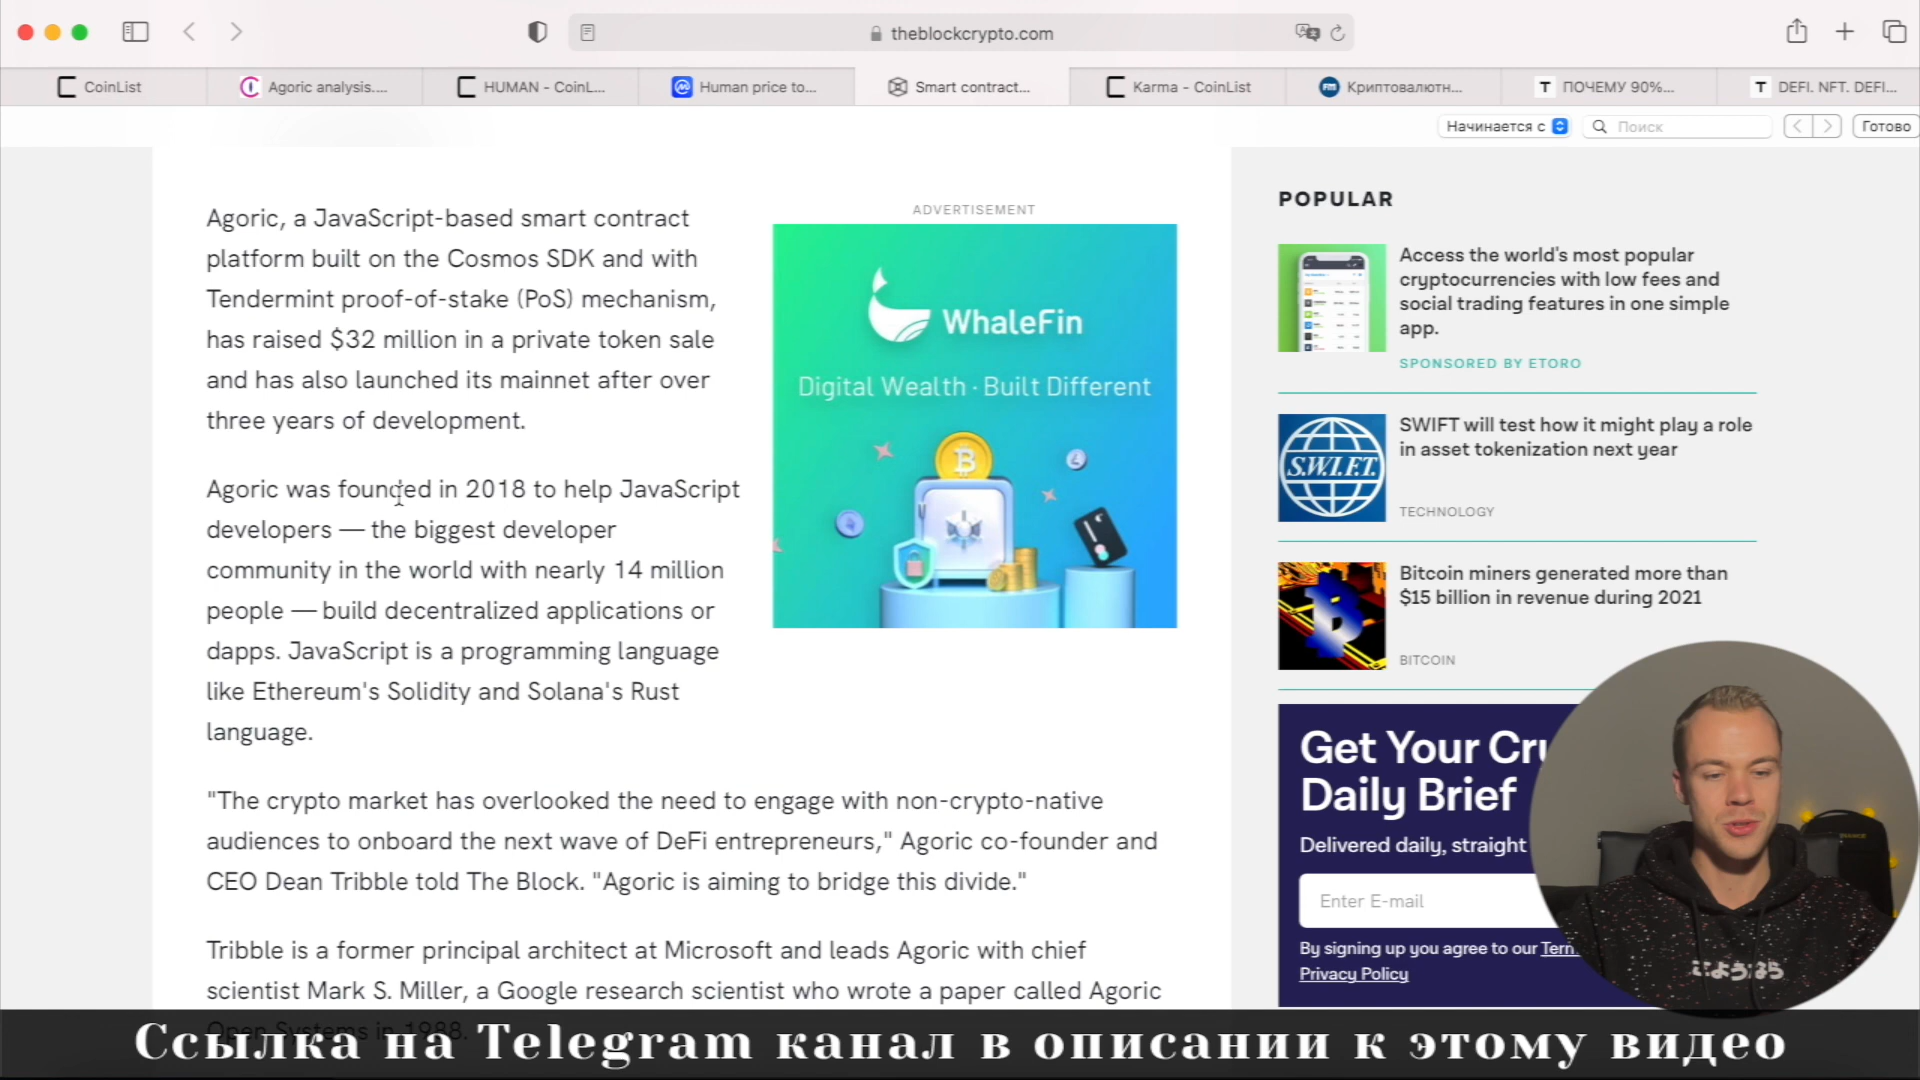 theblockcrypto.com
CoinList
Agoric analysis....
HUMAN - CoinL...
Human price to...
Smart contract...
Karma - CoinList
Криптовалютн...
ПОЧЕМУ 90%...
DEFI. NFT. DEFI...
Начинается с
Поиск
Готово
Agoric, a JavaScript-based smart contract
platform built on the Cosmos SDK and with
Tendermint proof-of-stake (PoS) mechanism,
has raised $32 million in a private token sale
and has also launched its mainnet after over
three years of development.
Agoric was founded in 2018 to help JavaScript
developers — the biggest developer
community in the world with nearly 14 million
people — build decentralized applications or
dapps. JavaScript is a programming language
like Ethereum's Solidity and Solana's Rust
language.
"The crypto market has overlooked the need to engage with non-crypto-native
audiences to onboard the next wave of DeFi entrepreneurs," Agoric co-founder and
CEO Dean Tribble told The Block. "Agoric is aiming to bridge this divide."
Tribble is a former principal architect at Microsoft and leads Agoric with chief
scientist Mark S. Miller, a Google research scientist who wrote a paper called Agoric
Open Systems in 1988.
ADVERTISEMENT
WhaleFin
Digital Wealth · Built Different
POPULAR
Access the world's most popular
cryptocurrencies with low fees and
social trading features in one simple
app.
SPONSORED BY ETORO
S.W.I.F.T.
SWIFT will test how it might play a role
in asset tokenization next year
TECHNOLOGY
Bitcoin miners generated more than
$15 billion in revenue during 2021
BITCOIN
Get Your Cru
Daily Brief
Delivered daily, straight
Enter E-mail
By signing up you agree to our Term
Privacy Policy
さようなら
Ссылка на Telegram канал в описании к этому видео